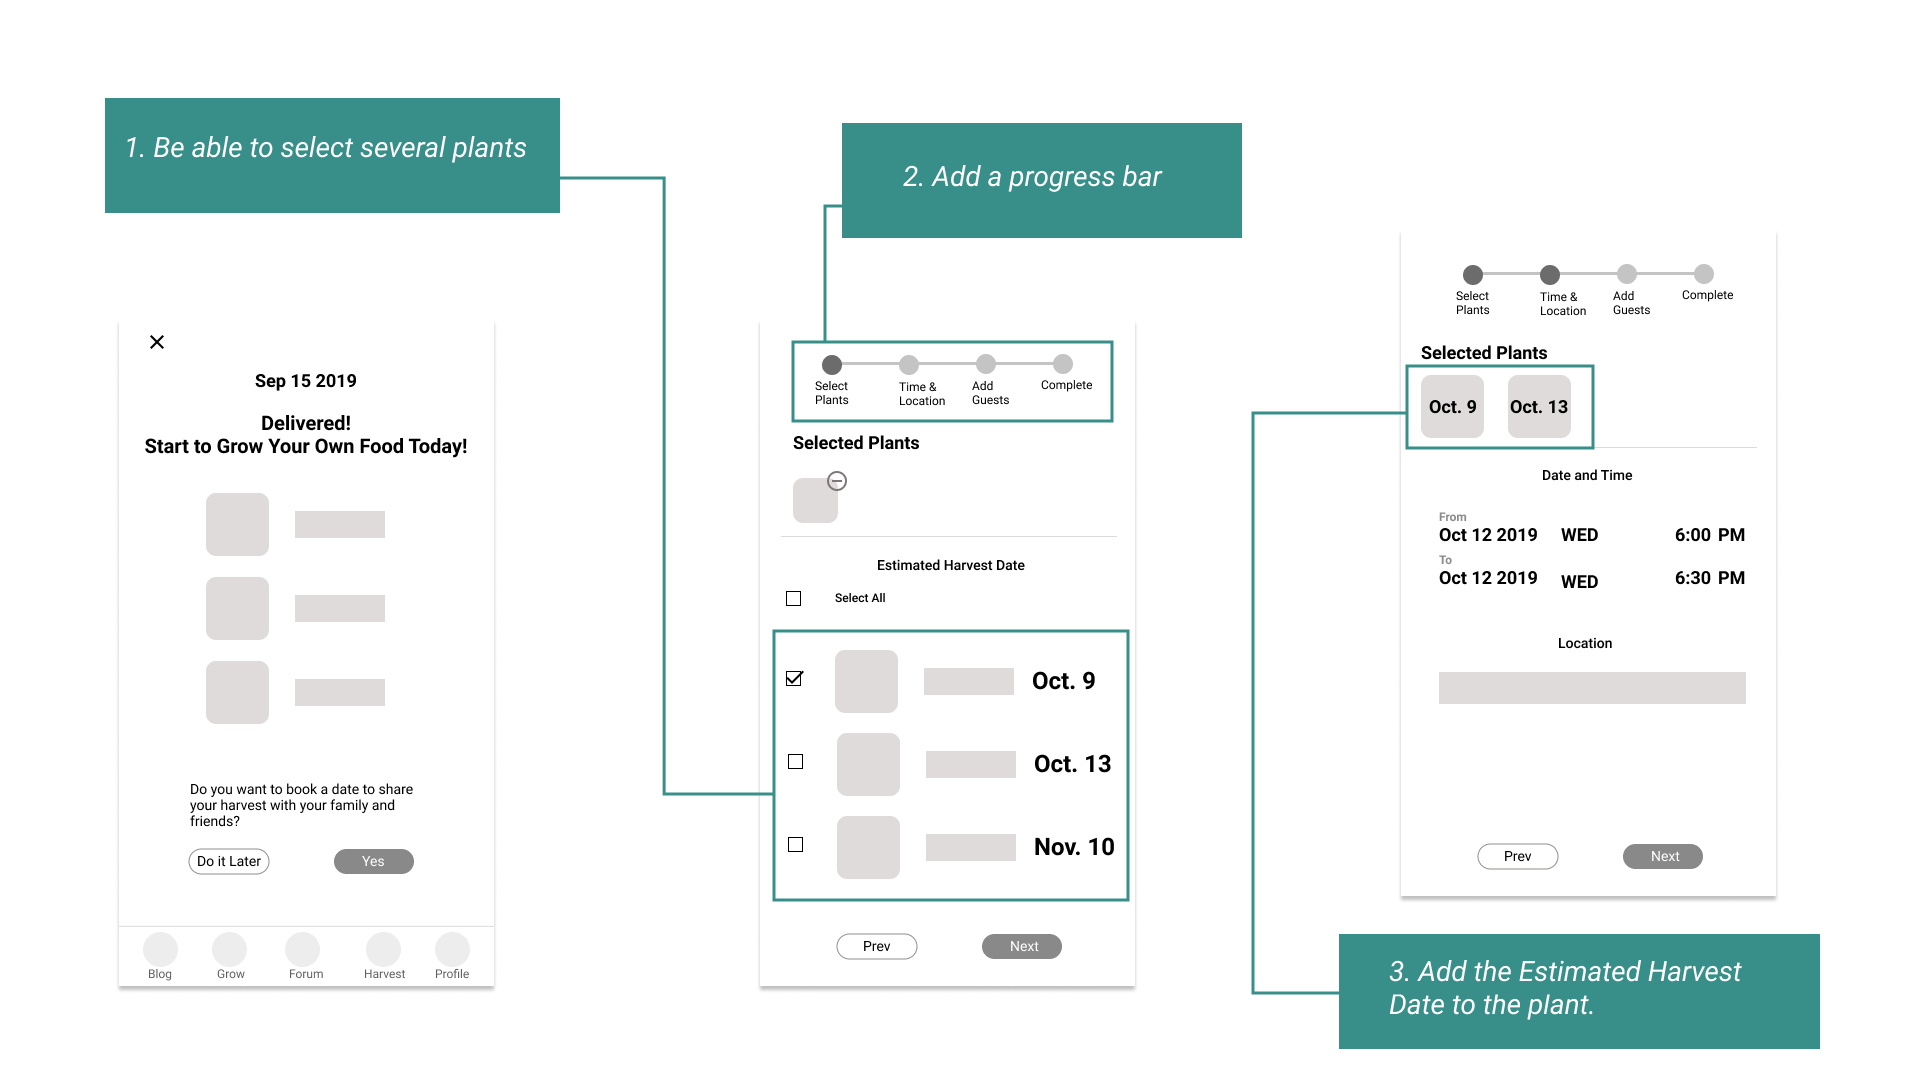 1. Be able to select several plants
Sep 15 2019
Delivered!
Start to Grow Your Own Food Today!
Do you want to book a date to share
your harvest with your family and
friends?
Do it Later
Yes
Blog
Grow
Forum
Harvest
Profile
2. Add a progress bar
Select
Plants
Time &
Location
Add
Guests
Complete
Selected Plants
Estimated Harvest Date
Select All
Oct. 9
Oct. 13
Nov. 10
Prev
Next
Select
Plants
Time &
Location
Add
Guests
Complete
Selected Plants
Oct. 9
Oct. 13
Date and Time
From
Oct 12 2019 WED 6:00 PM
To
Oct 12 2019 WED 6:30 PM
Location
Prev
Next
3. Add the Estimated Harvest
Date to the plant.